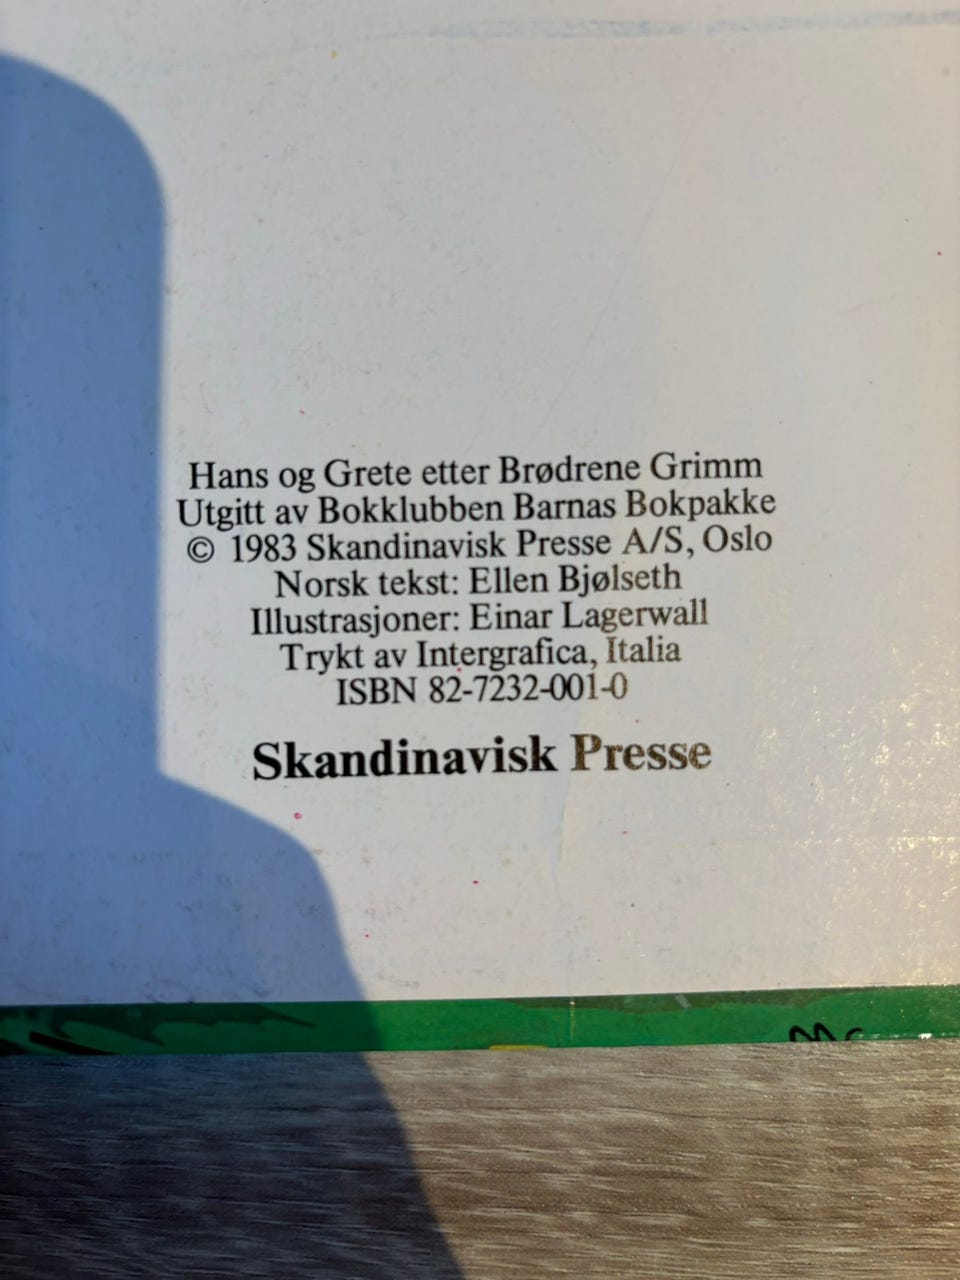 Hans og Grete etter Brødrene Grimm
Utgitt av Bokklubben Barnas Bokpakke
© 1983 Skandinavisk Presse A/S, Oslo
Norsk tekst: Ellen Bjølseth
Illustrasjoner: Einar Lagerwall
Trykt av Intergrafica, Italia
ISBN 82-7232-001-0
Skandinavisk Presse